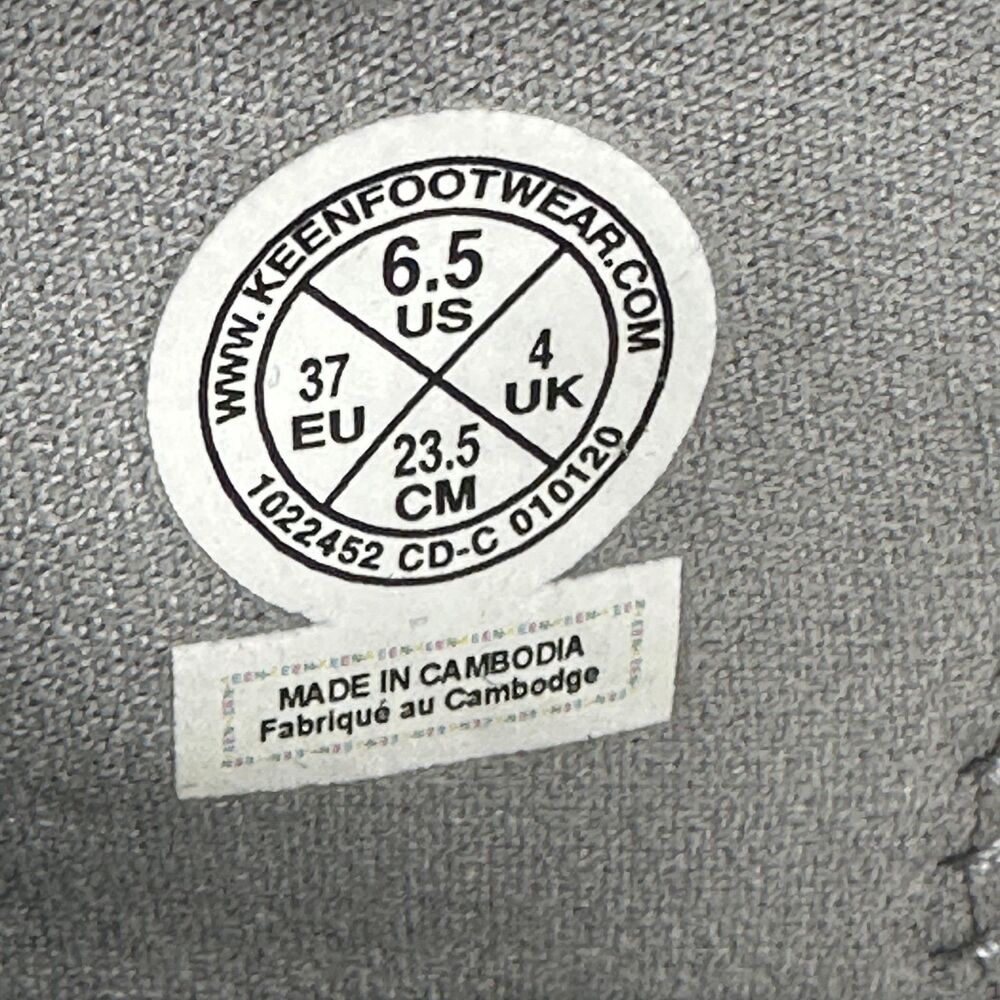 WWW.KEENFOOTWEAR.COM
6.5
US
37
EU
4
UK
23.5
CM
1022452 CD-C 010120
MADE IN CAMBODIA
Fabriqué au Cambodge